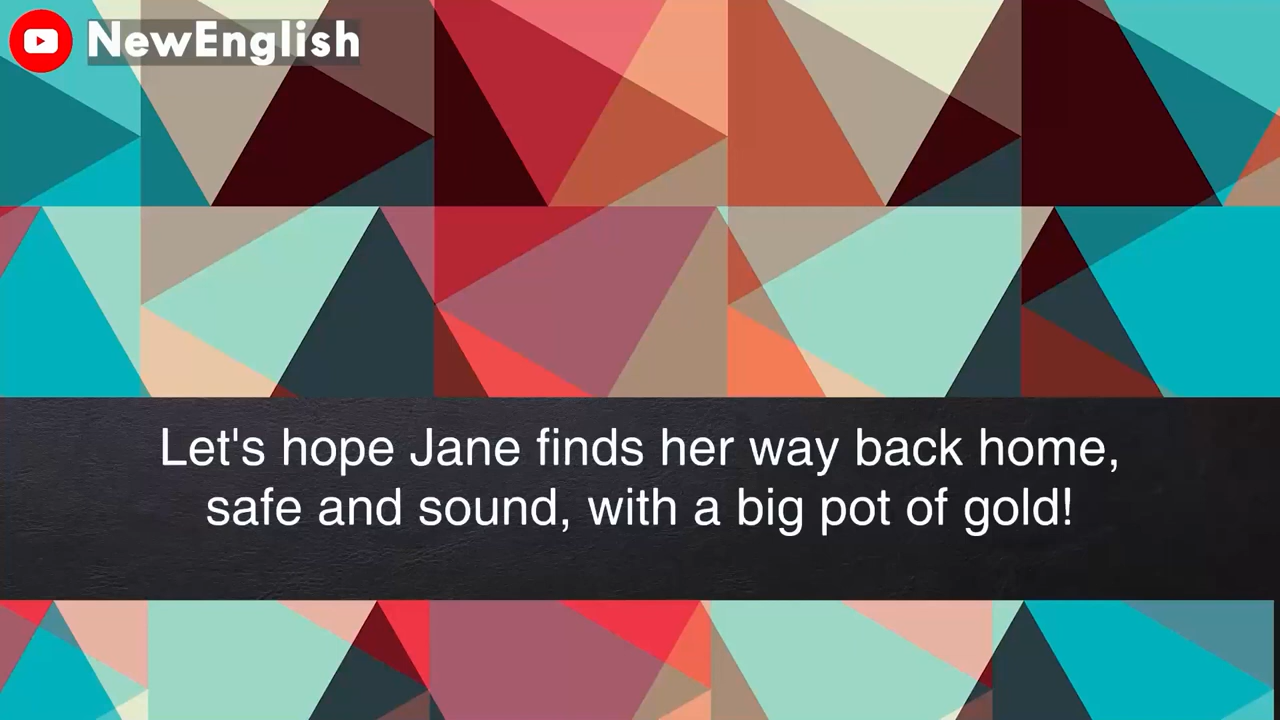 NewEnglish
Let's hope Jane finds her way back home,
safe and sound, with a big pot of gold!